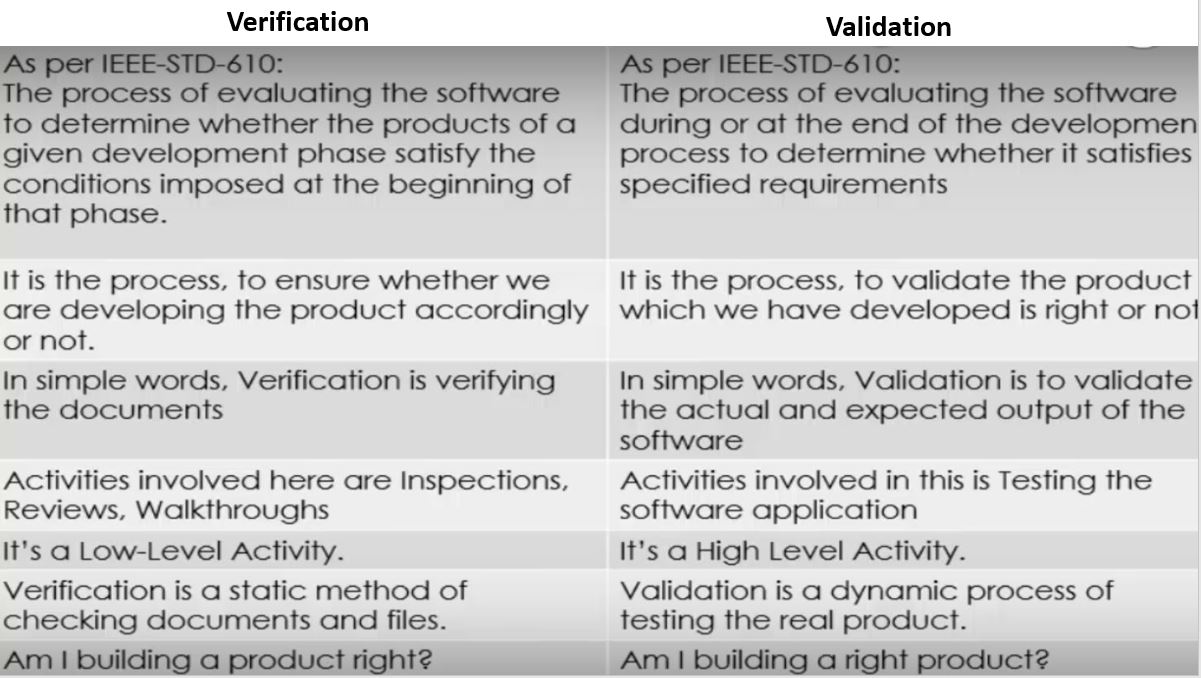 Verification
Validation
As per IEEE-STD-610:
The process of evaluating the software
to determine whether the products of a
given development phase satisfy the
conditions imposed at the beginning of
that phase.
As per IEEE-STD-610:
The process of evaluating the software
during or at the end of the developmen
process to determine whether it satisfies
specified requirements
It is the process, to ensure whether we
are developing the product accordingly
or not.
It is the process, to validate the product
which we have developed is right or not
In simple words, Verification is verifying
the documents
In simple words, Validation is to validate
the actual and expected output of the
software
Activities involved here are Inspections,
Reviews, Walkthroughs
Activities involved in this is Testing the
software application
It's a Low-Level Activity.
It's a High Level Activity.
Verification is a static method of
checking documents and files.
Validation is a dynamic process of
testing the real product.
Am I building a product right?
Am I building a right product?